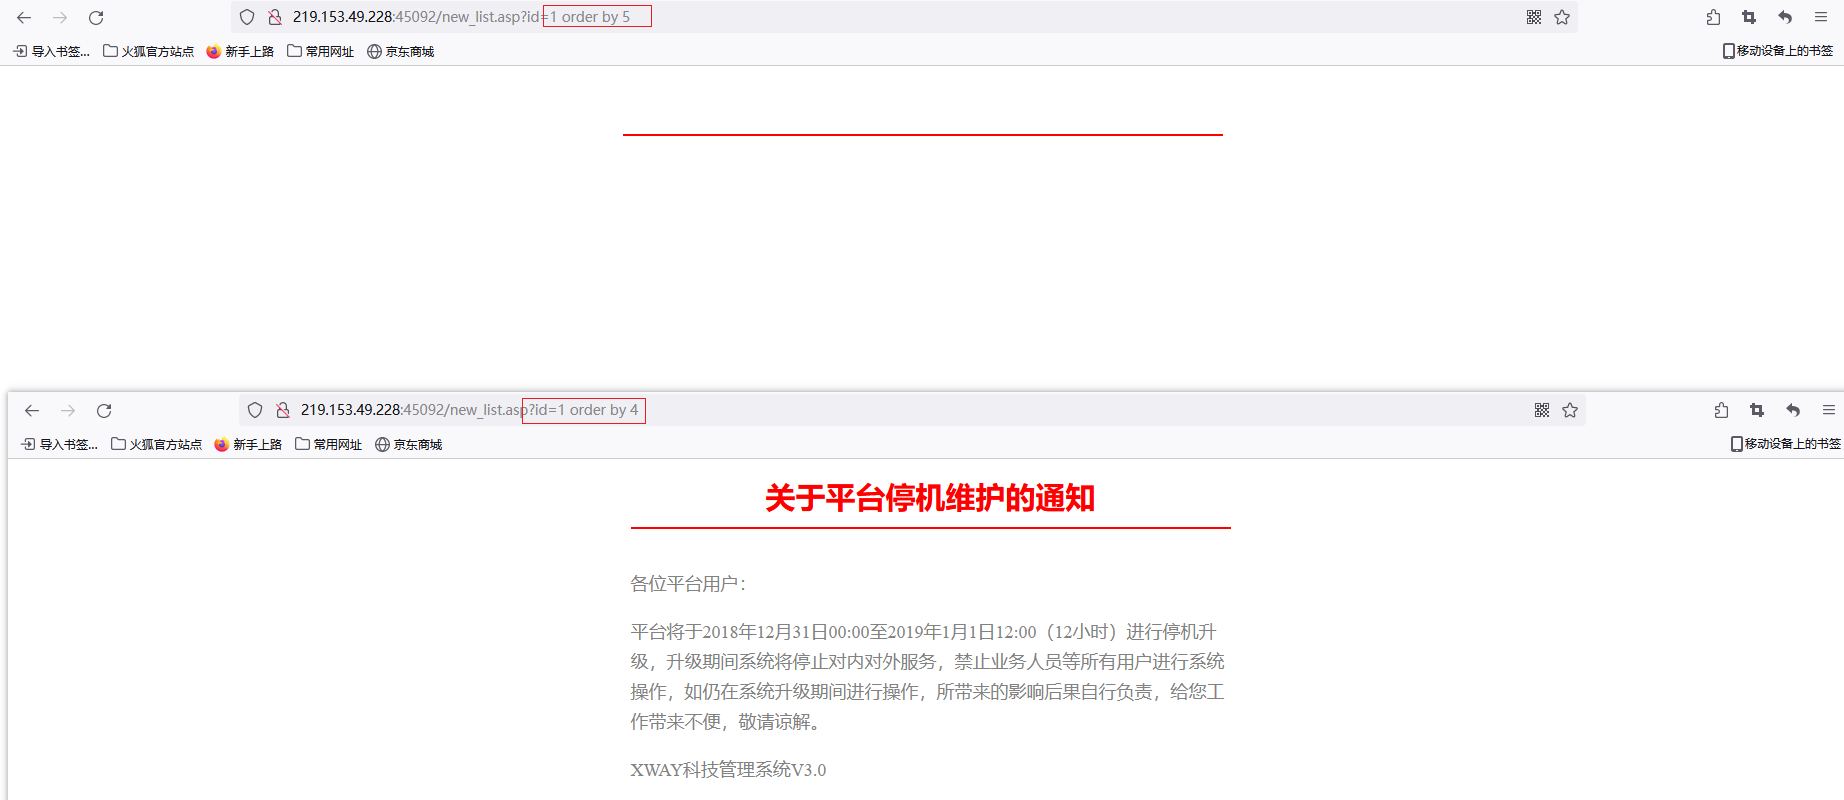 219.153.49.228:45092/new_list.asp?id=1 order by 5
导入书签... 火狐官方站点 新手上路 常用网址 京东商城 移动设备上的书签
219.153.49.228:45092/new_list.asp?id=1 order by 4
导入书签... 火狐官方站点 新手上路 常用网址 京东商城 移动设备上的书签
关于平台停机维护的通知
各位平台用户：
平台将于2018年12月31日00:00至2019年1月1日12:00（12小时）进行停机升
级，升级期间系统将停止对内对外服务，禁止业务人员等所有用户进行系统
操作，如仍在系统升级期间进行操作，所带来的影响后果自行负责，给您工
作带来不便，敬请谅解。
XWAY科技管理系统V3.0